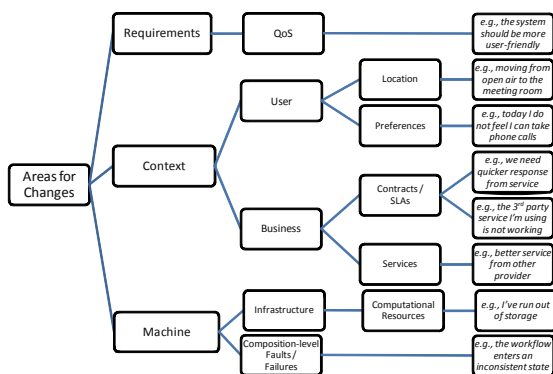 Areas for
Changes
Requirements
QoS
e.g., the system
should be more
user-friendly
Context
User
Location
e.g., moving from
open air to the
meeting room
Preferences
e.g., today I do
not feel I can take
phone calls
Business
Contracts /
SLAs
e.g., we need
quicker response
from service
e.g., the 3rd party
service I'm using
is not working
Services
e.g., better service
from other
provider
Machine
Infrastructure
Computational
Resources
e.g., I've run out
of storage
Composition-level
Faults /
Failures
e.g., the workflow
enters an
inconsistent state